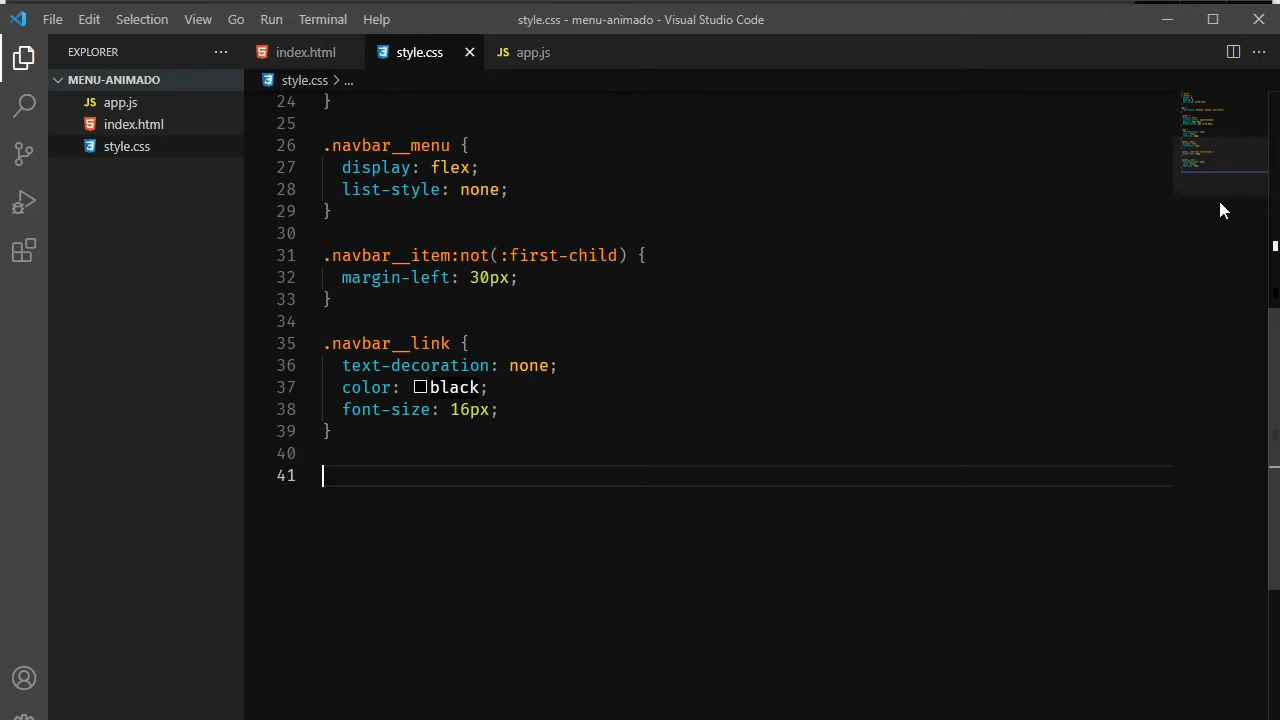 File Edit Selection View Go Run Terminal Help
style.css - menu-animado - Visual Studio Code
EXPLORER
index.html
style.css
JS app.js
MENU-ANIMADO
style.css > ...
JS app.js
index.html
style.css
24 }
25
26 .navbar__menu {
27 display: flex;
28 list-style: none;
29 }
30
31 .navbar__item:not(:first-child) {
32 margin-left: 30px;
33 }
34
35 .navbar__link {
36 text-decoration: none;
37 color: black;
38 font-size: 16px;
39 }
40
41